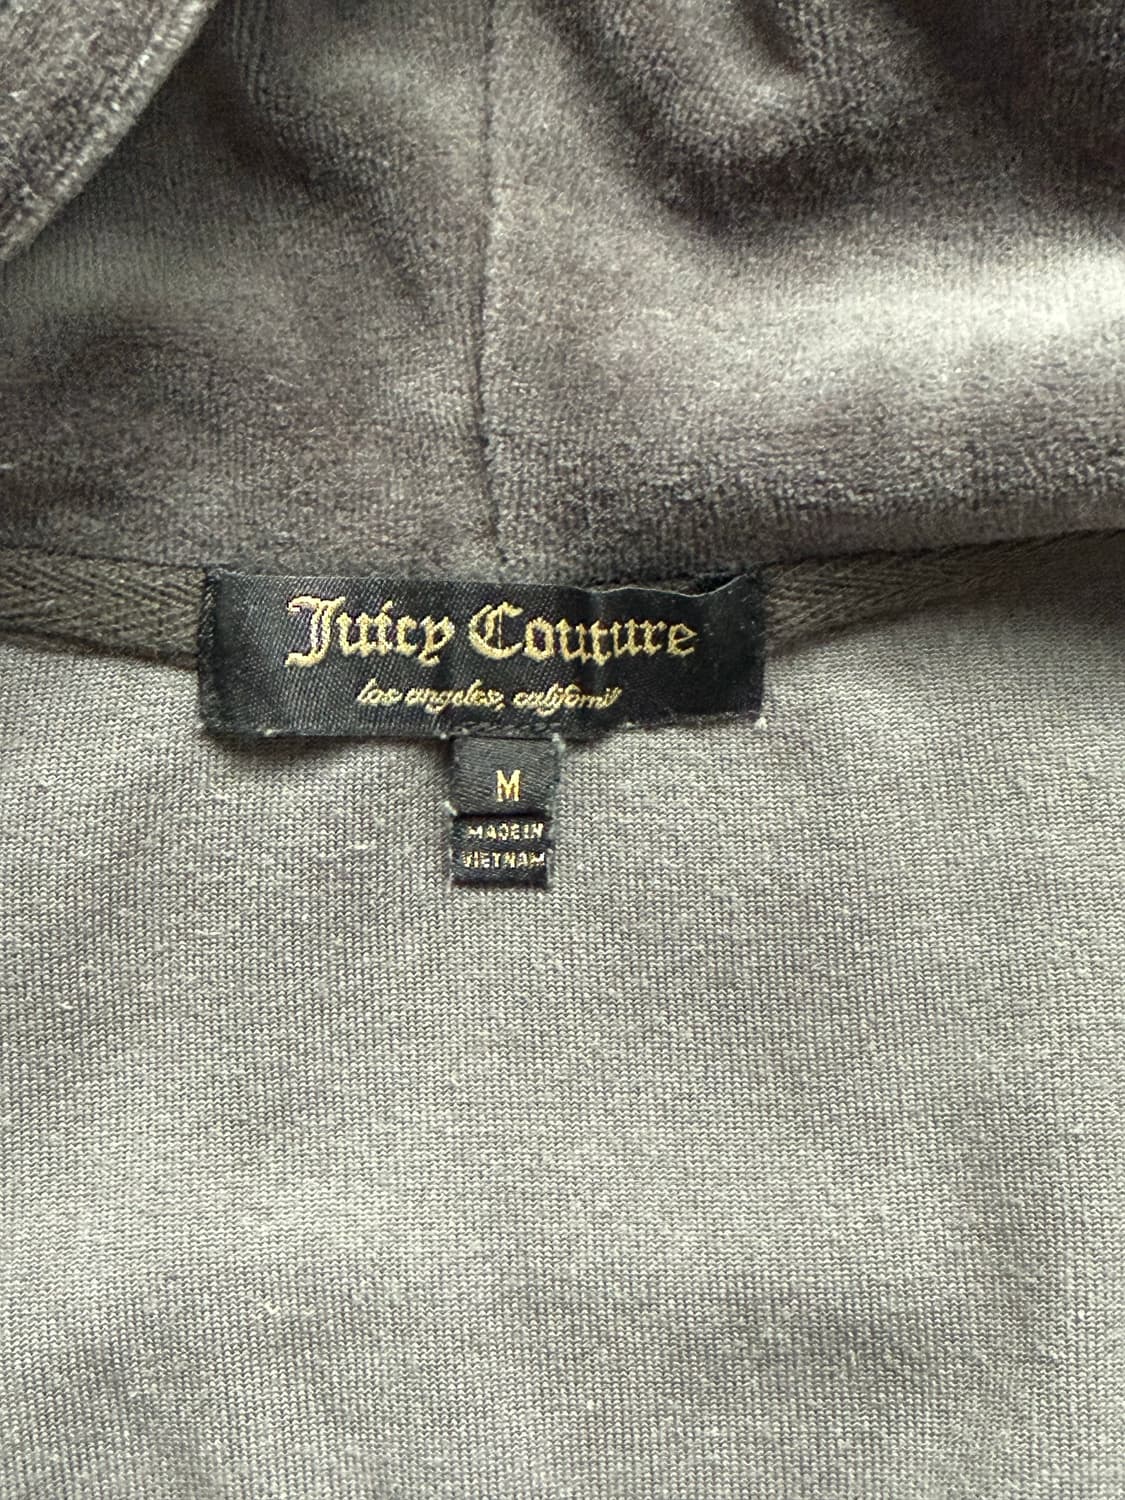 Juicy Couture
los angeles, california
M
MADE IN
VIETNAM